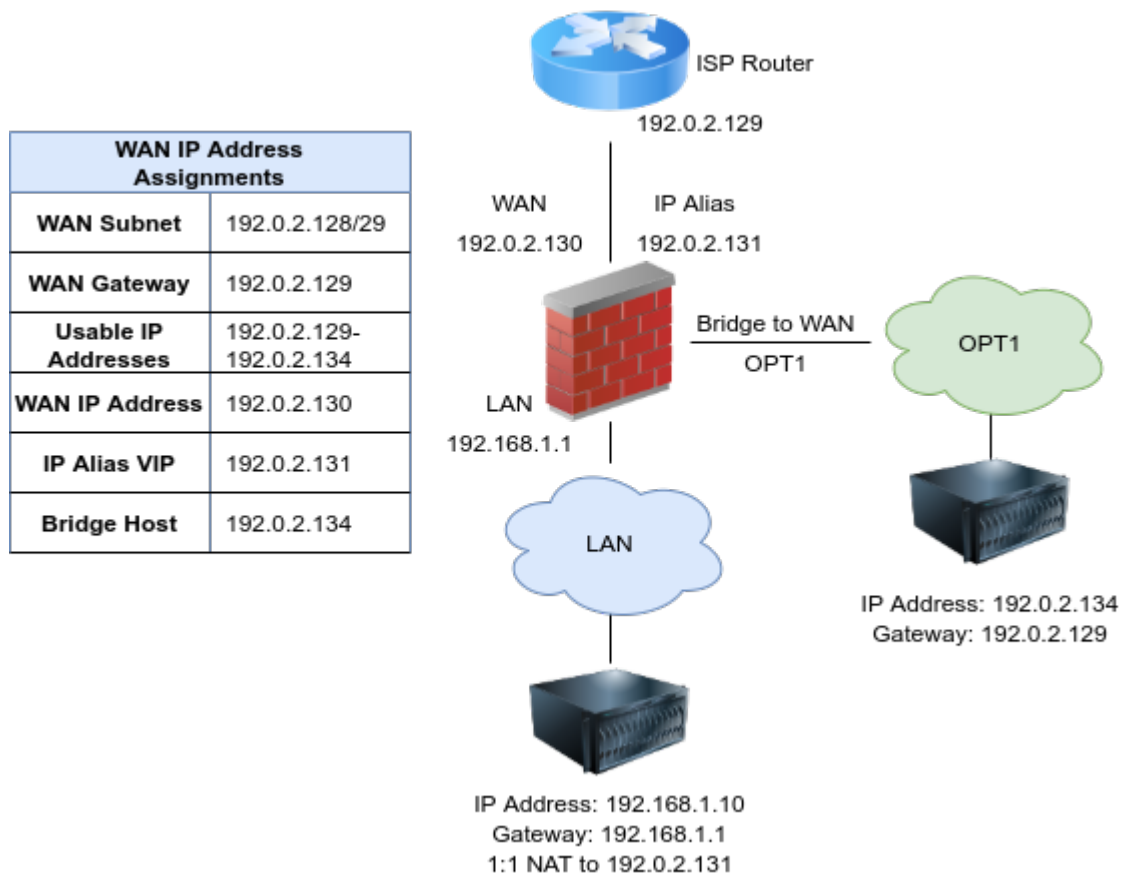 ISP Router
192.0.2.129
WAN IP Address
Assignments
WAN Subnet 192.0.2.128/29
WAN Gateway 192.0.2.129
Usable IP 192.0.2.129-
Addresses 192.0.2.134
WAN IP Address 192.0.2.130
IP Alias VIP 192.0.2.131
Bridge Host 192.0.2.134
WAN
192.0.2.130
IP Alias
192.0.2.131
Bridge to WAN
OPT1
OPT1
LAN
192.168.1.1
LAN
IP Address: 192.0.2.134
Gateway: 192.0.2.129
IP Address: 192.168.1.10
Gateway: 192.168.1.1
1:1 NAT to 192.0.2.131